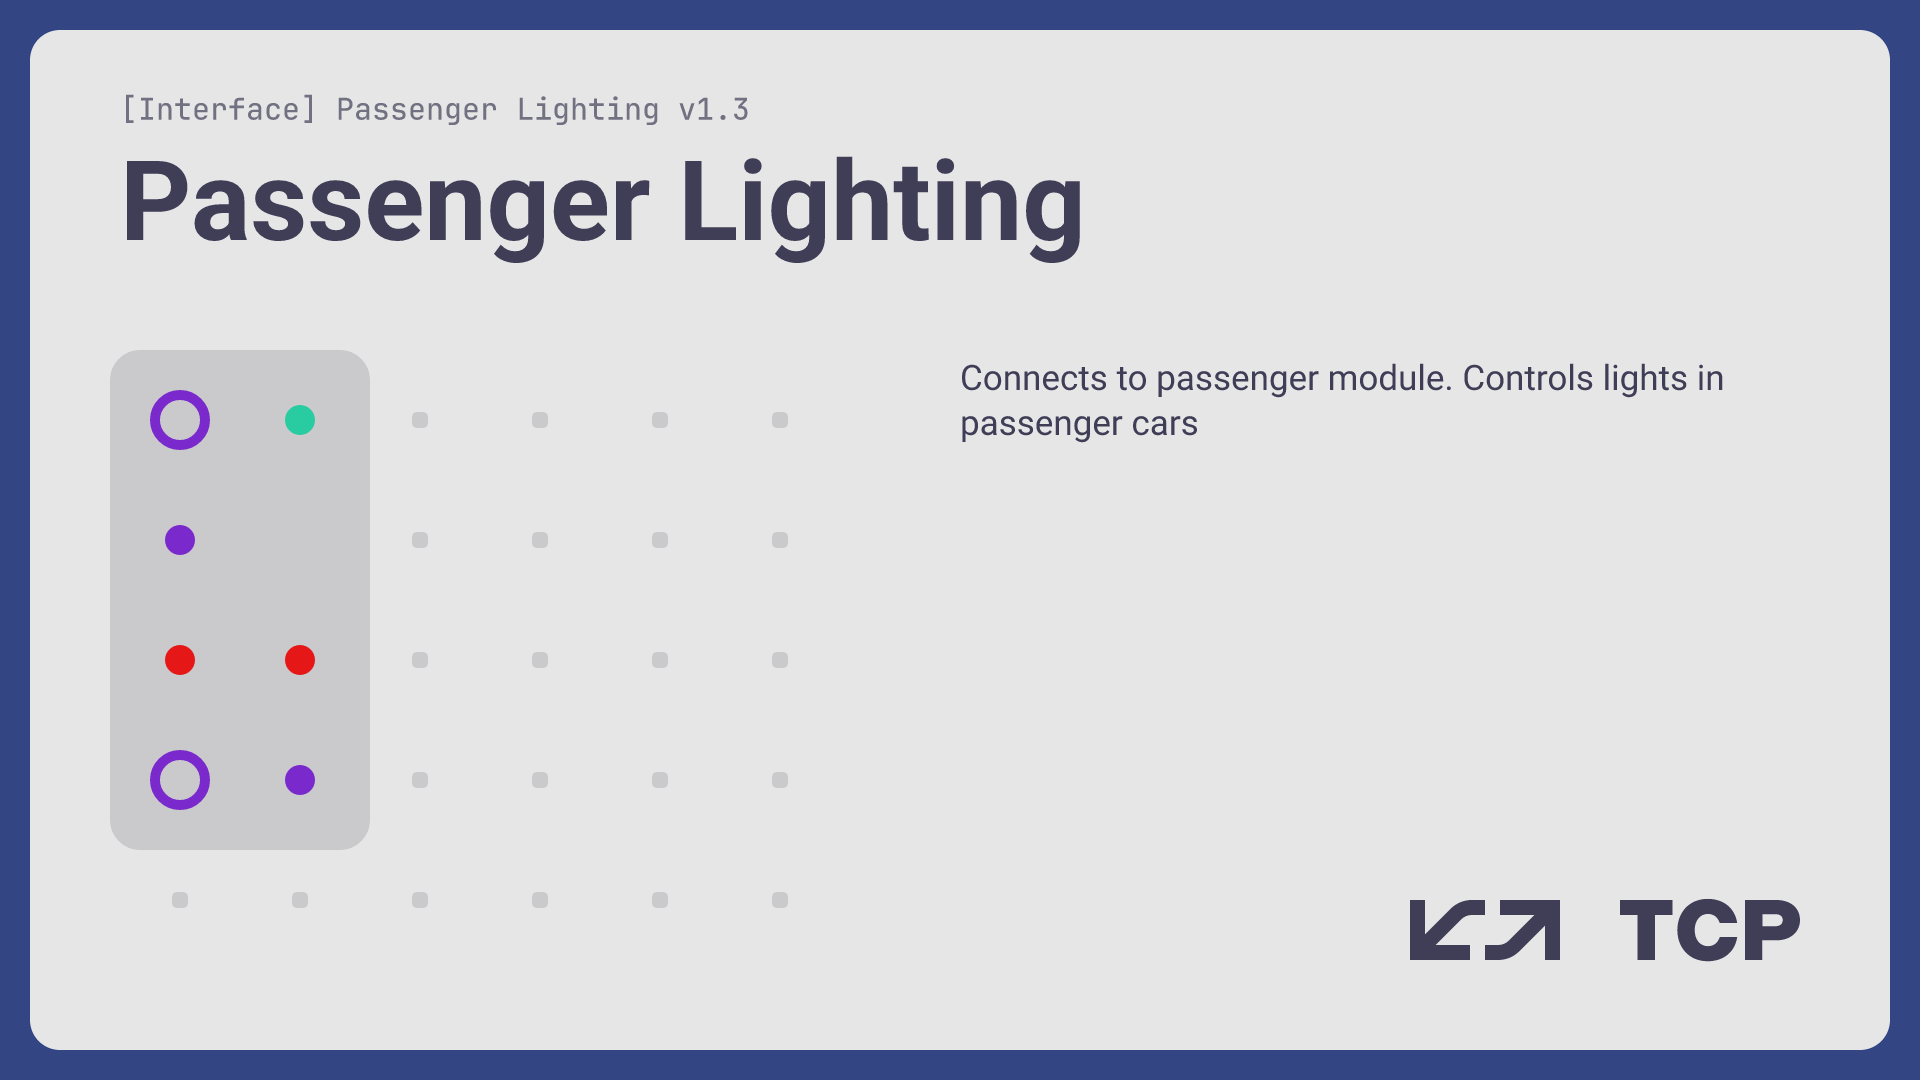 [Interface] Passenger Lighting v1.3
Passenger Lighting
Connects to passenger module. Controls lights in
passenger cars
TCP